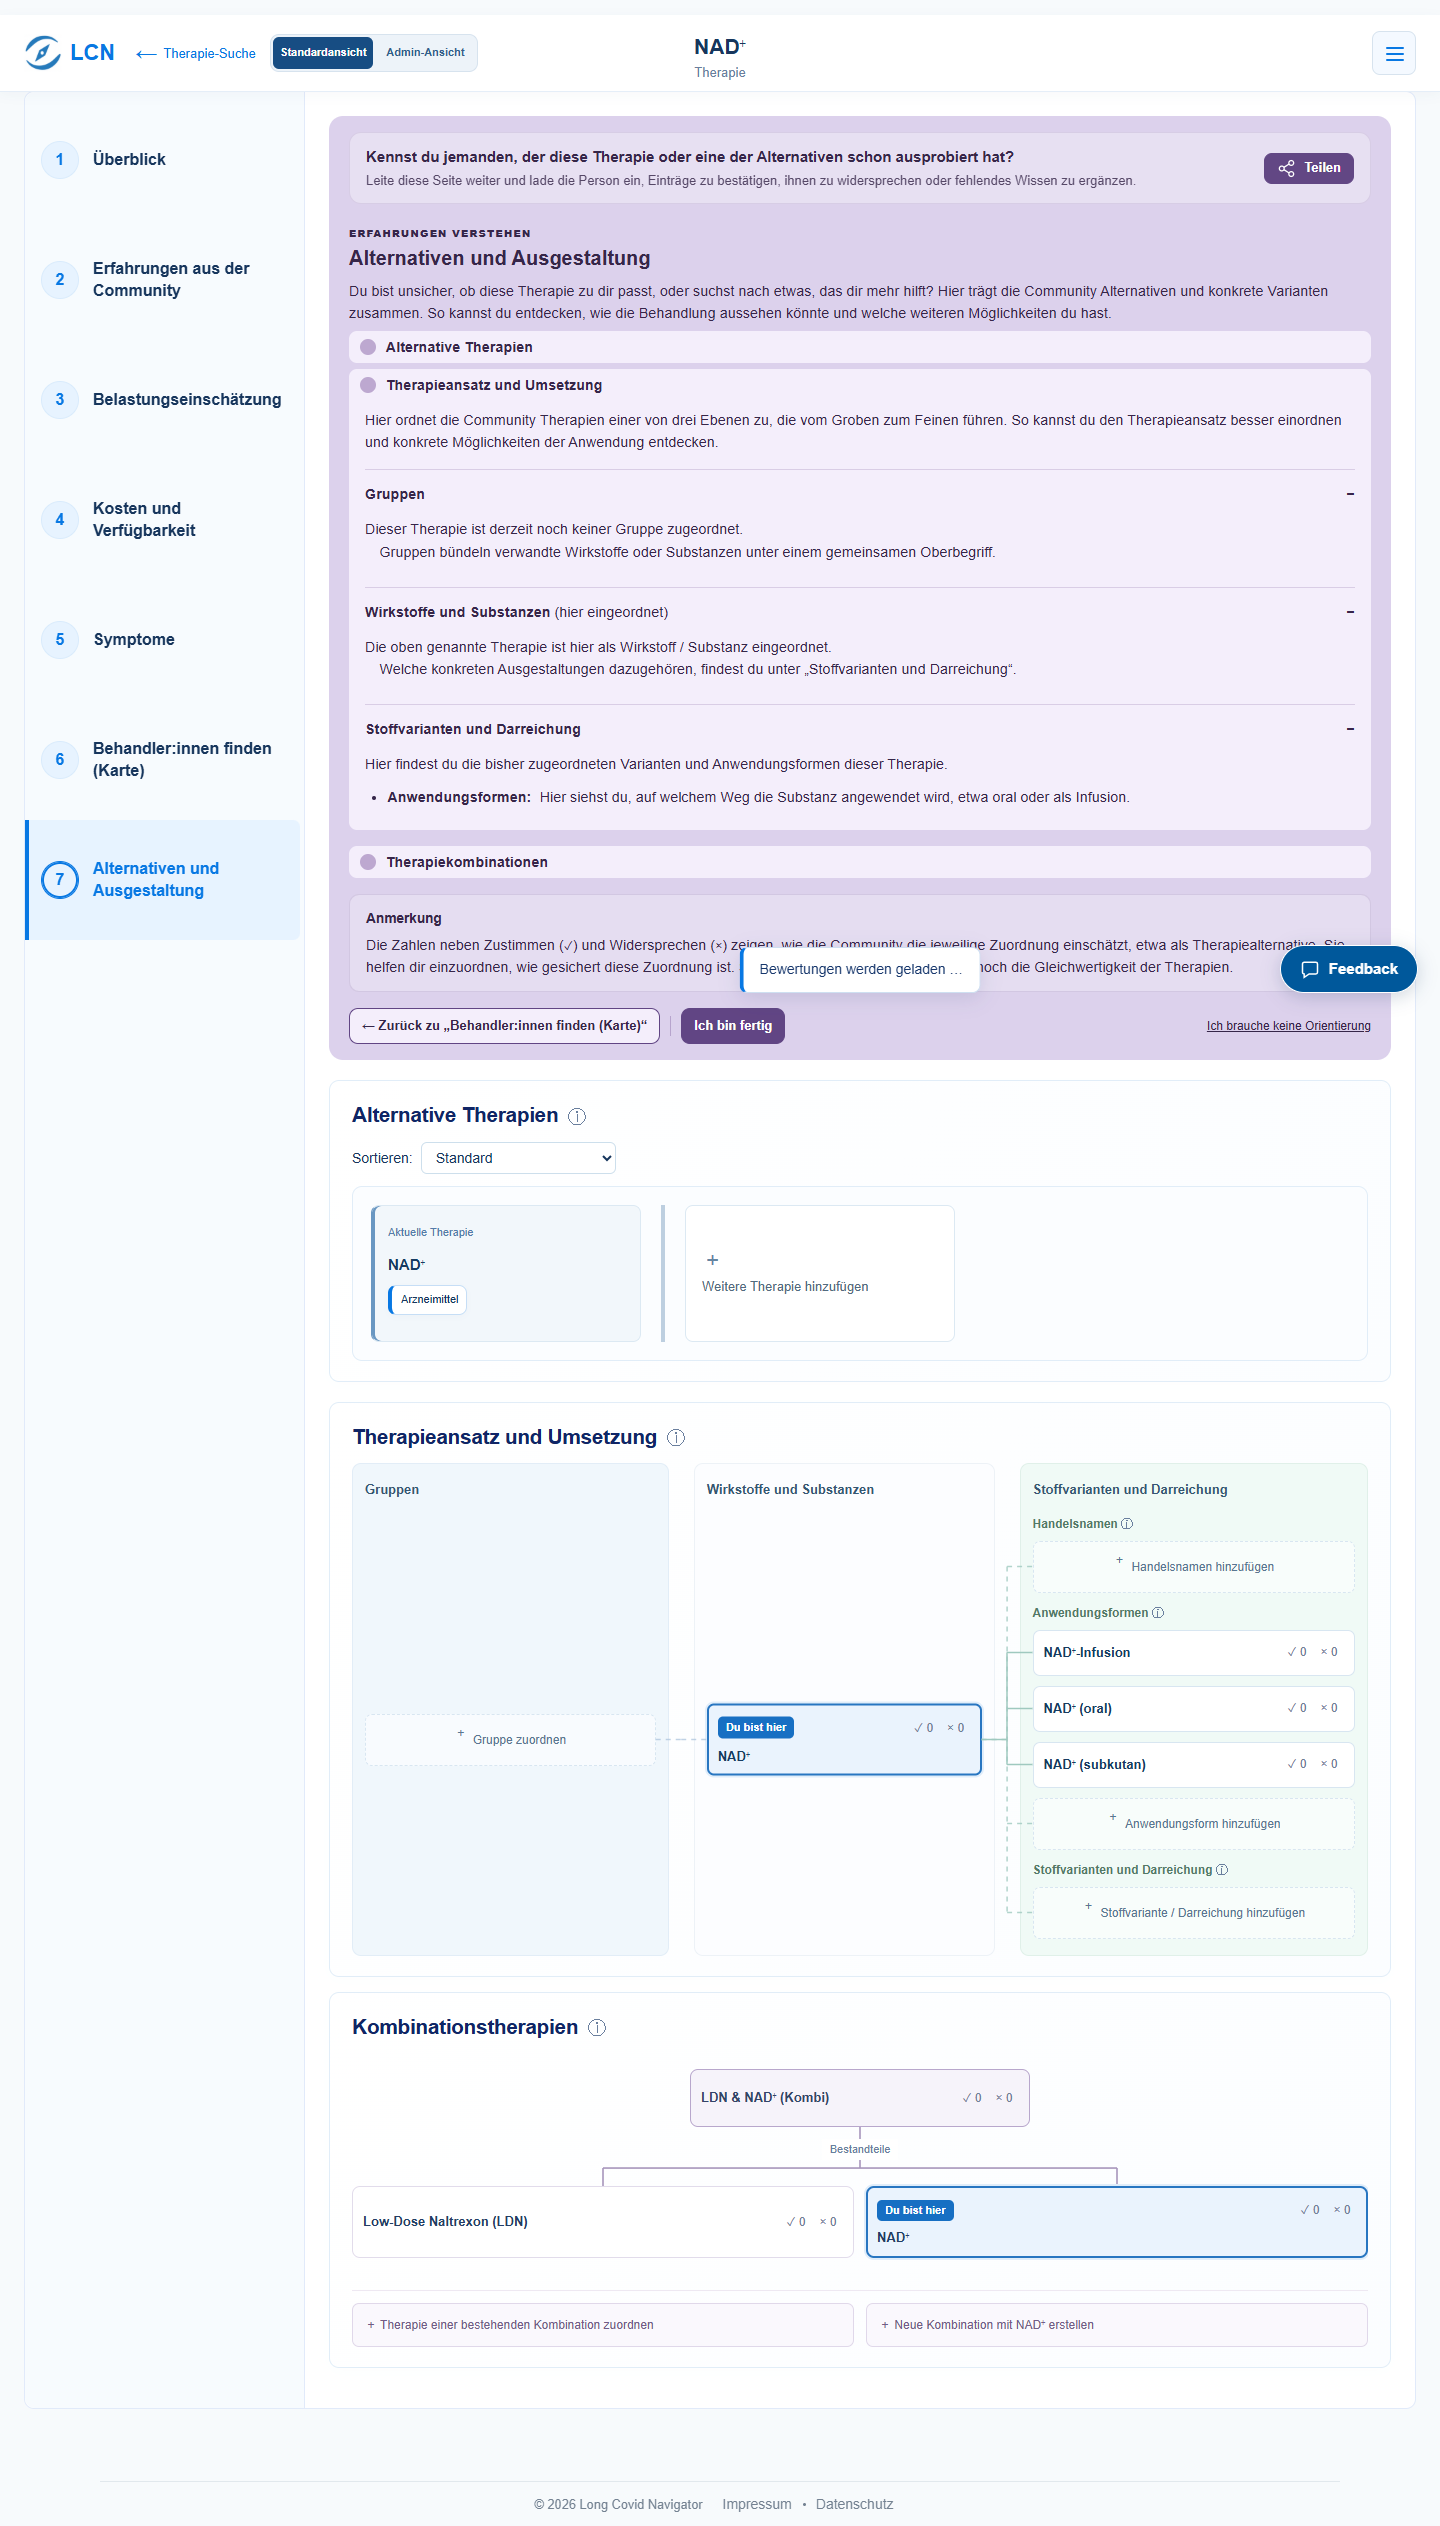 LCN
← Therapie-Suche
Standardansicht
Admin-Ansicht
NAD⁺
Therapie
1 Überblick
2 Erfahrungen aus der
Community
3 Belastungseinschätzung
4 Kosten und
Verfügbarkeit
5 Symptome
6 Behandler:innen finden
(Karte)
7 Alternativen und
Ausgestaltung
Kennst du jemanden, der diese Therapie oder eine der Alternativen schon ausprobiert hat?
Leite diese Seite weiter und lade die Person ein, Einträge zu bestätigen, ihnen zu widersprechen oder fehlendes Wissen zu ergänzen.
Teilen
ERFAHRUNGEN VERSTEHEN
Alternativen und Ausgestaltung
Du bist unsicher, ob diese Therapie zu dir passt, oder suchst nach etwas, das dir mehr hilft? Hier trägt die Community Alternativen und konkrete Varianten
zusammen. So kannst du entdecken, wie die Behandlung aussehen könnte und welche weiteren Möglichkeiten du hast.
Alternative Therapien
Therapieansatz und Umsetzung
Hier ordnet die Community Therapien einer von drei Ebenen zu, die vom Groben zum Feinen führen. So kannst du den Therapieansatz besser einordnen
und konkrete Möglichkeiten der Anwendung entdecken.
Gruppen –
Dieser Therapie ist derzeit noch keiner Gruppe zugeordnet.
Gruppen bündeln verwandte Wirkstoffe oder Substanzen unter einem gemeinsamen Oberbegriff.
Wirkstoffe und Substanzen (hier eingeordnet) –
Die oben genannte Therapie ist hier als Wirkstoff / Substanz eingeordnet.
Welche konkreten Ausgestaltungen dazugehören, findest du unter „Stoffvarianten und Darreichung“.
Stoffvarianten und Darreichung –
Hier findest du die bisher zugeordneten Varianten und Anwendungsformen dieser Therapie.
• Anwendungsformen: Hier siehst du, auf welchem Weg die Substanz angewendet wird, etwa oral oder als Infusion.
Therapiekombinationen
Anmerkung
Die Zahlen neben Zustimmen (✓) und Widersprechen (×) zeigen, wie die Community die jeweilige Zuordnung einschätzt, etwa als Therapiealternative. Sie
helfen dir einzuordnen, wie gesichert diese Zuordnung ist. noch die Gleichwertigkeit der Therapien.
Bewertungen werden geladen …
Feedback
← Zurück zu „Behandler:innen finden (Karte)“
Ich bin fertig
Ich brauche keine Orientierung
Alternative Therapien ⓘ
Sortieren: Standard
Aktuelle Therapie
NAD⁺
Arzneimittel
+
Weitere Therapie hinzufügen
Therapieansatz und Umsetzung ⓘ
Gruppen
+ Gruppe zuordnen
Wirkstoffe und Substanzen
Du bist hier ✓ 0 × 0
NAD⁺
Stoffvarianten und Darreichung
Handelsnamen ⓘ
+ Handelsnamen hinzufügen
Anwendungsformen ⓘ
NAD⁺-Infusion ✓ 0 × 0
NAD⁺ (oral) ✓ 0 × 0
NAD⁺ (subkutan) ✓ 0 × 0
+ Anwendungsform hinzufügen
Stoffvarianten und Darreichung ⓘ
+ Stoffvariante / Darreichung hinzufügen
Kombinationstherapien ⓘ
LDN & NAD⁺ (Kombi) ✓ 0 × 0
Bestandteile
Low-Dose Naltrexon (LDN) ✓ 0 × 0
Du bist hier ✓ 0 × 0
NAD⁺
+ Therapie einer bestehenden Kombination zuordnen
+ Neue Kombination mit NAD⁺ erstellen
© 2026 Long Covid Navigator Impressum • Datenschutz